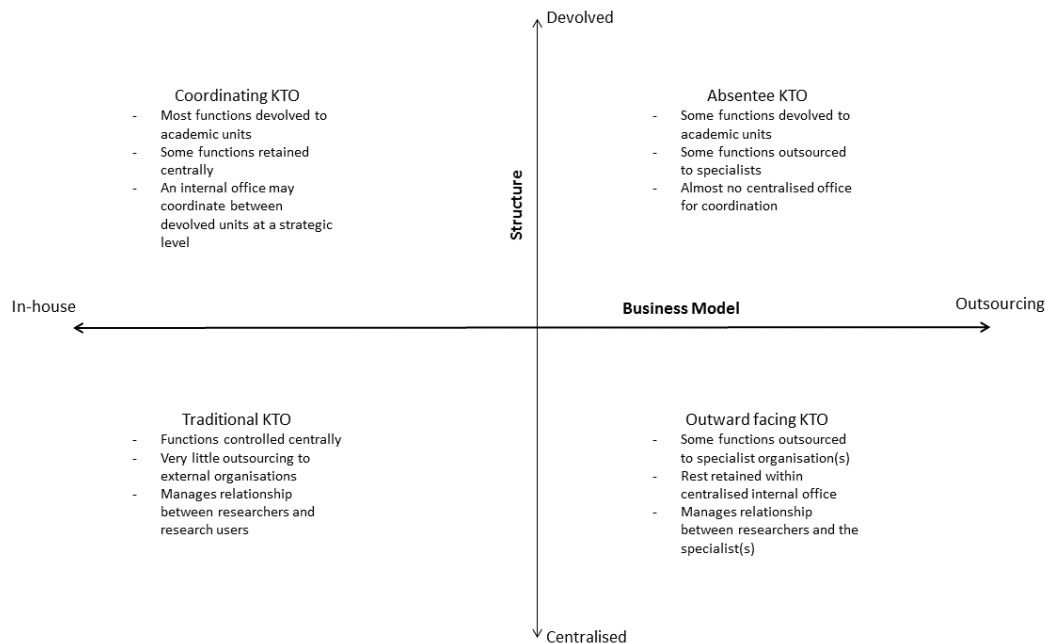 Devolved
Coordinating KTO
- Most functions devolved to
academic units
- Some functions retained
centrally
- An internal office may
coordinate between
devolved units at a strategic
level
Absentee KTO
- Some functions devolved to
academic units
- Some functions outsourced
to specialists
- Almost no centralised office
for coordination
Structure
In-house
Business Model
Outsourcing
Traditional KTO
- Functions controlled centrally
- Very little outsourcing to
external organisations
- Manages relationship
between researchers and
research users
Outward facing KTO
- Some functions outsourced
to specialist organisation(s)
- Rest retained within
centralised internal office
- Manages relationship
between researchers and the
specialist(s)
Centralised